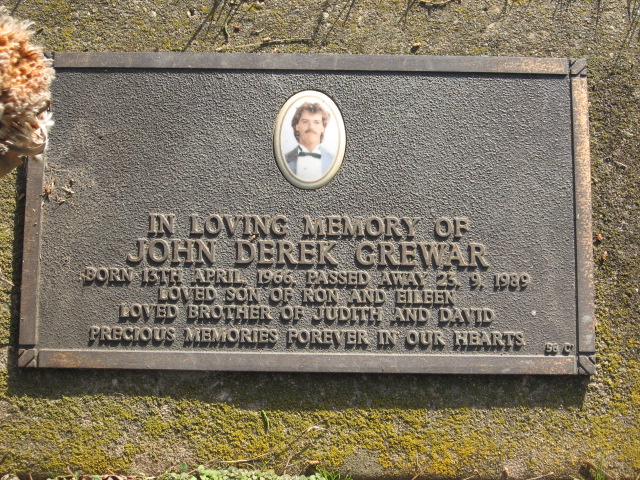 IN LOVING MEMORY OF
JOHN DEREK GREWAR
BORN 13TH APRIL, 1966. PASSED AWAY 23. 9. 1989
LOVED SON OF RON AND EILEEN
LOVED BROTHER OF JUDITH AND DAVID
PRECIOUS MEMORIES FOREVER IN OUR HEARTS.